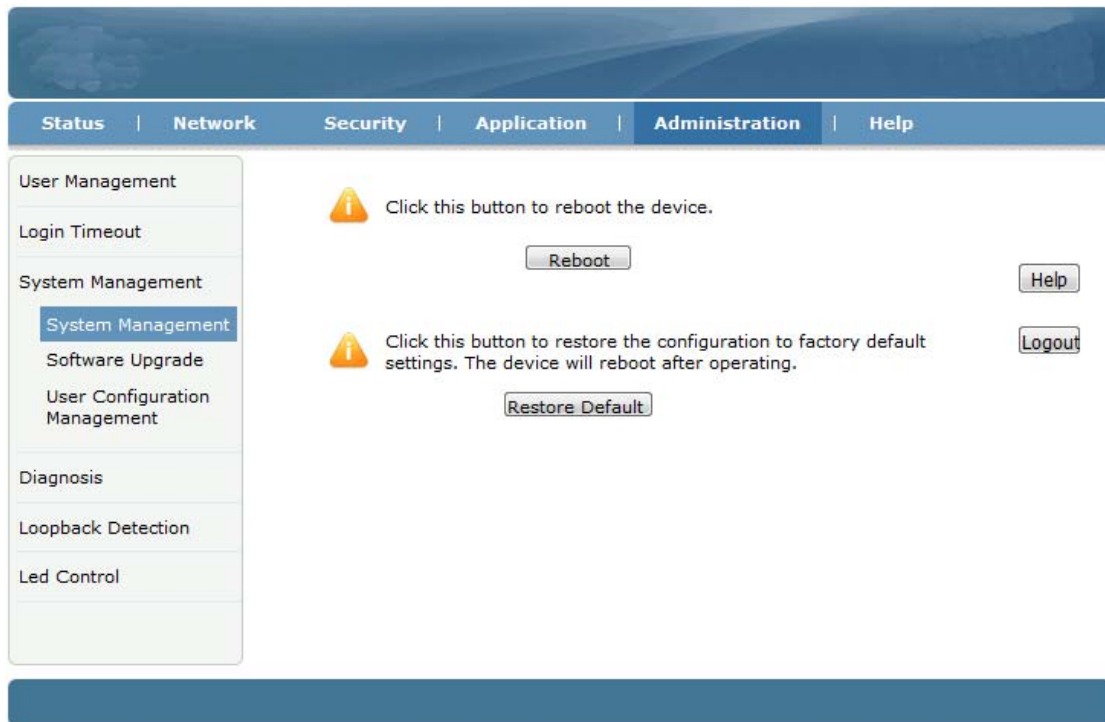 Status | Network Security | Application | Administration | Help
User Management
Login Timeout
System Management
System Management
Software Upgrade
User Configuration
Management
Diagnosis
Loopback Detection
Led Control
Click this button to reboot the device.
Reboot
Click this button to restore the configuration to factory default
settings. The device will reboot after operating.
Restore Default
Help
Logout